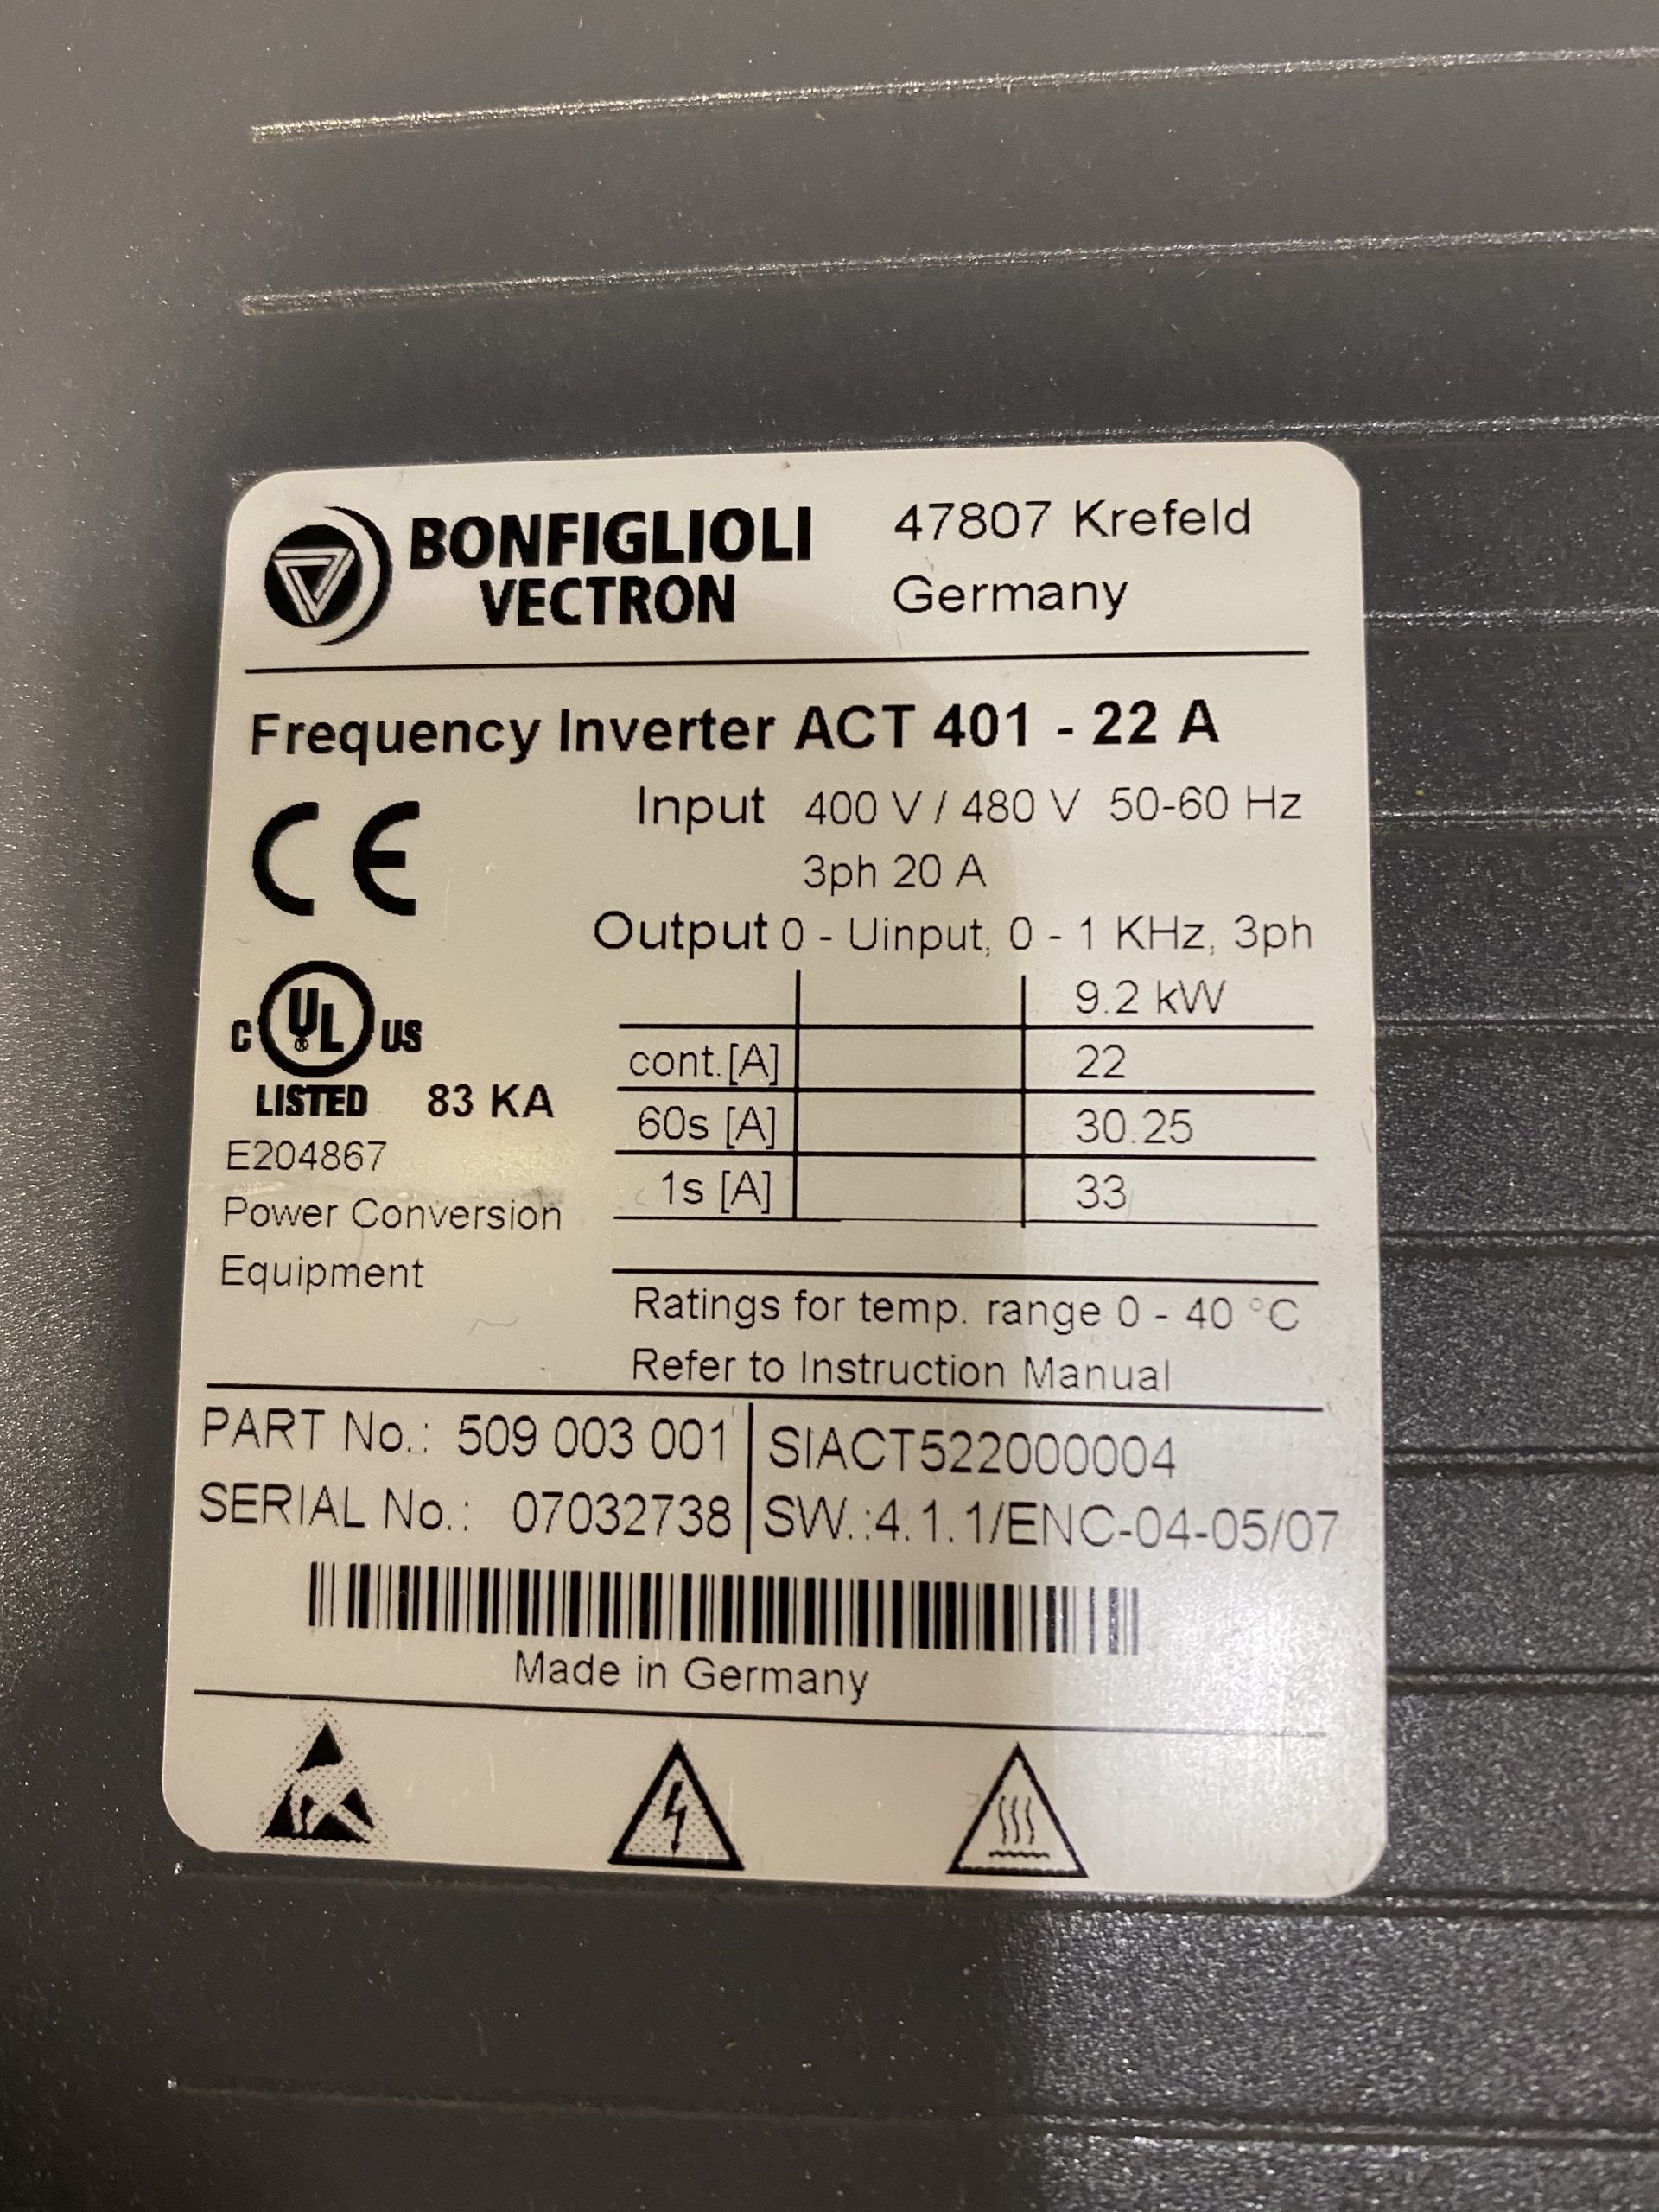 BONFIGLIOLI
VECTRON
47807 Krefeld
Germany
Frequency Inverter ACT 401 - 22 A
Input 400 V / 480 V 50-60 Hz
3ph 20 A
Output 0 - Uinput, 0 - 1 KHz, 3ph
9.2 kW
cont.[A] 22
60s [A] 30.25
1s [A] 33
CE
C UL US
®
LISTED 83 KA
E204867
Power Conversion
Equipment
Ratings for temp. range 0 - 40 °C
Refer to Instruction Manual
PART No.: 509 003 001 SIACT522000004
SERIAL No.: 07032738 SW.:4.1.1/ENC-04-05/07
Made in Germany